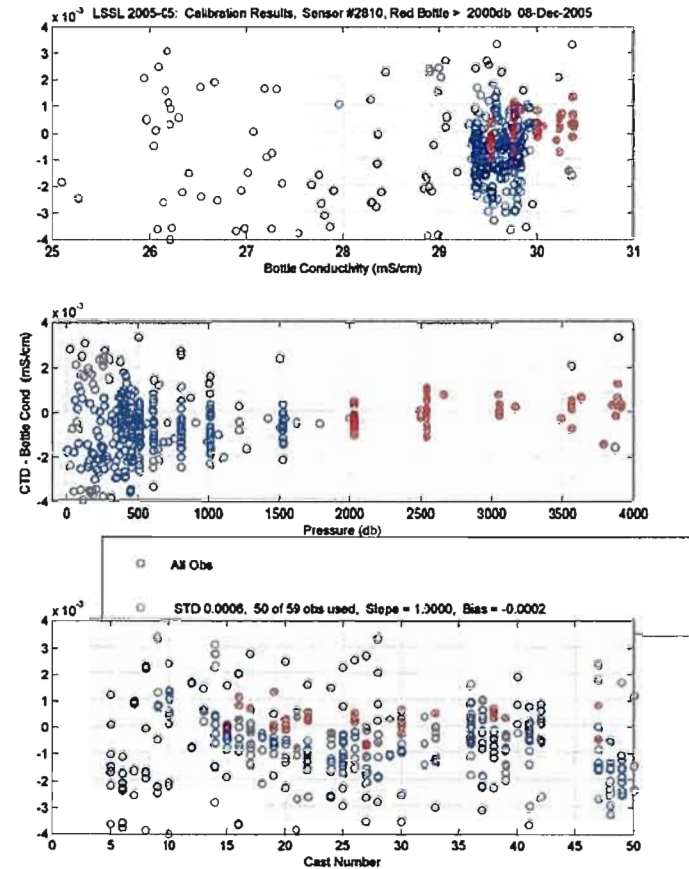 LSSL 2005-05: Calibration Results, Sensor #2810, Red Bottle > 2000db 08-Dec-2005
x 10⁻³
4
3
2
1
0
-1
-2
-3
-4
25 26 27 28 29 30 31
Bottle Conductivity (mS/cm)
x 10⁻³
CTD - Bottle Cond (mS/cm)
4
2
0
-2
-4
0 500 1000 1500 2000 2500 3000 3500 4000
Pressure (db)
All Obs
STD 0.0006, 50 of 59 obs used, Slope = 1.0000, Bias = -0.0002
x 10⁻³
4
3
2
1
0
-1
-2
-3
-4
0 5 10 15 20 25 30 35 40 45 50
Cast Number